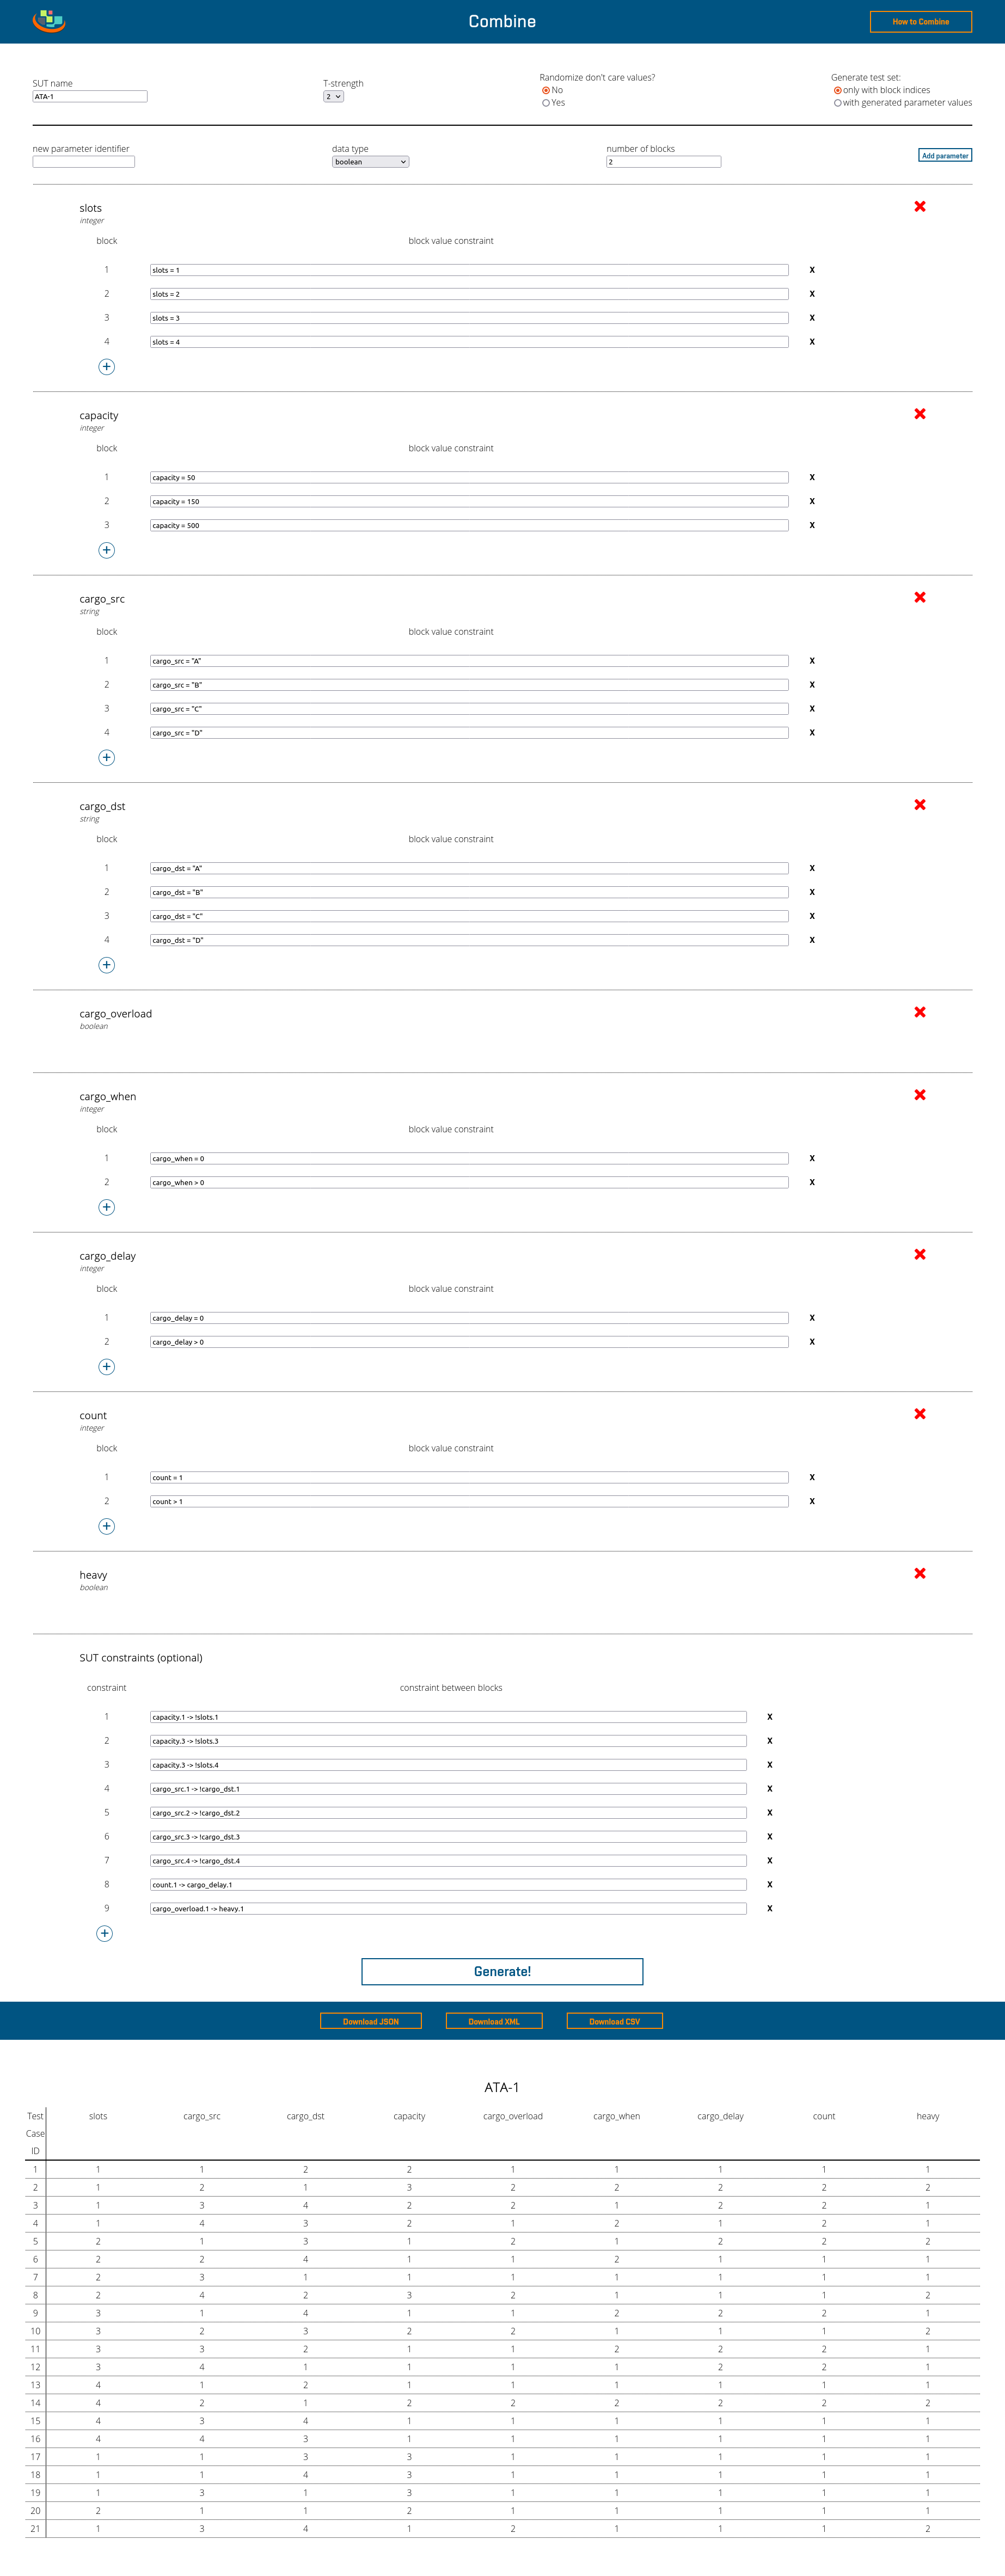 Combine
How to Combine
SUT name
ATA-1
T-strength
2
Randomize don't care values?
No
Yes
Generate test set:
only with block indices
with generated parameter values
new parameter identifier
data type
boolean
number of blocks
2
Add parameter
slots
integer
block block value constraint
1 slots = 1 X
2 slots = 2 X
3 slots = 3 X
4 slots = 4 X
+
capacity
integer
block block value constraint
1 capacity = 50 X
2 capacity = 150 X
3 capacity = 500 X
+
cargo_src
string
block block value constraint
1 cargo_src = "A" X
2 cargo_src = "B" X
3 cargo_src = "C" X
4 cargo_src = "D" X
+
cargo_dst
string
block block value constraint
1 cargo_dst = "A" X
2 cargo_dst = "B" X
3 cargo_dst = "C" X
4 cargo_dst = "D" X
+
cargo_overload
boolean
cargo_when
integer
block block value constraint
1 cargo_when = 0 X
2 cargo_when > 0 X
+
cargo_delay
integer
block block value constraint
1 cargo_delay = 0 X
2 cargo_delay > 0 X
+
count
integer
block block value constraint
1 count = 1 X
2 count > 1 X
+
heavy
boolean
SUT constraints (optional)
constraint constraint between blocks
1 capacity.1 -> !slots.1 X
2 capacity.3 -> !slots.3 X
3 capacity.3 -> !slots.4 X
4 cargo_src.1 -> !cargo_dst.1 X
5 cargo_src.2 -> !cargo_dst.2 X
6 cargo_src.3 -> !cargo_dst.3 X
7 cargo_src.4 -> !cargo_dst.4 X
8 count.1 -> cargo_delay.1 X
9 cargo_overload.1 -> heavy.1 X
+
Generate!
Download JSON Download XML Download CSV
ATA-1
Test Case ID slots cargo_src cargo_dst capacity cargo_overload cargo_when cargo_delay count heavy
1 1 1 2 2 1 1 1 1 1
2 1 2 1 3 2 2 2 2 2
3 1 3 4 2 2 1 2 2 1
4 1 4 3 2 1 2 1 2 1
5 2 1 3 1 2 1 2 2 2
6 2 2 4 1 1 2 1 1 1
7 2 3 1 1 1 1 1 1 1
8 2 4 2 3 2 1 1 1 2
9 3 1 4 1 1 2 2 2 1
10 3 2 3 2 2 1 1 1 2
11 3 3 2 1 1 2 2 2 1
12 3 4 1 1 1 1 2 2 1
13 4 1 2 1 1 1 1 1 1
14 4 2 1 2 2 2 2 2 2
15 4 3 4 1 1 1 1 1 1
16 4 4 3 1 1 1 1 1 1
17 1 1 3 3 1 1 1 1 1
18 1 1 4 3 1 1 1 1 1
19 1 3 1 3 1 1 1 1 1
20 2 1 1 2 1 1 1 1 1
21 1 3 4 1 2 1 1 1 2